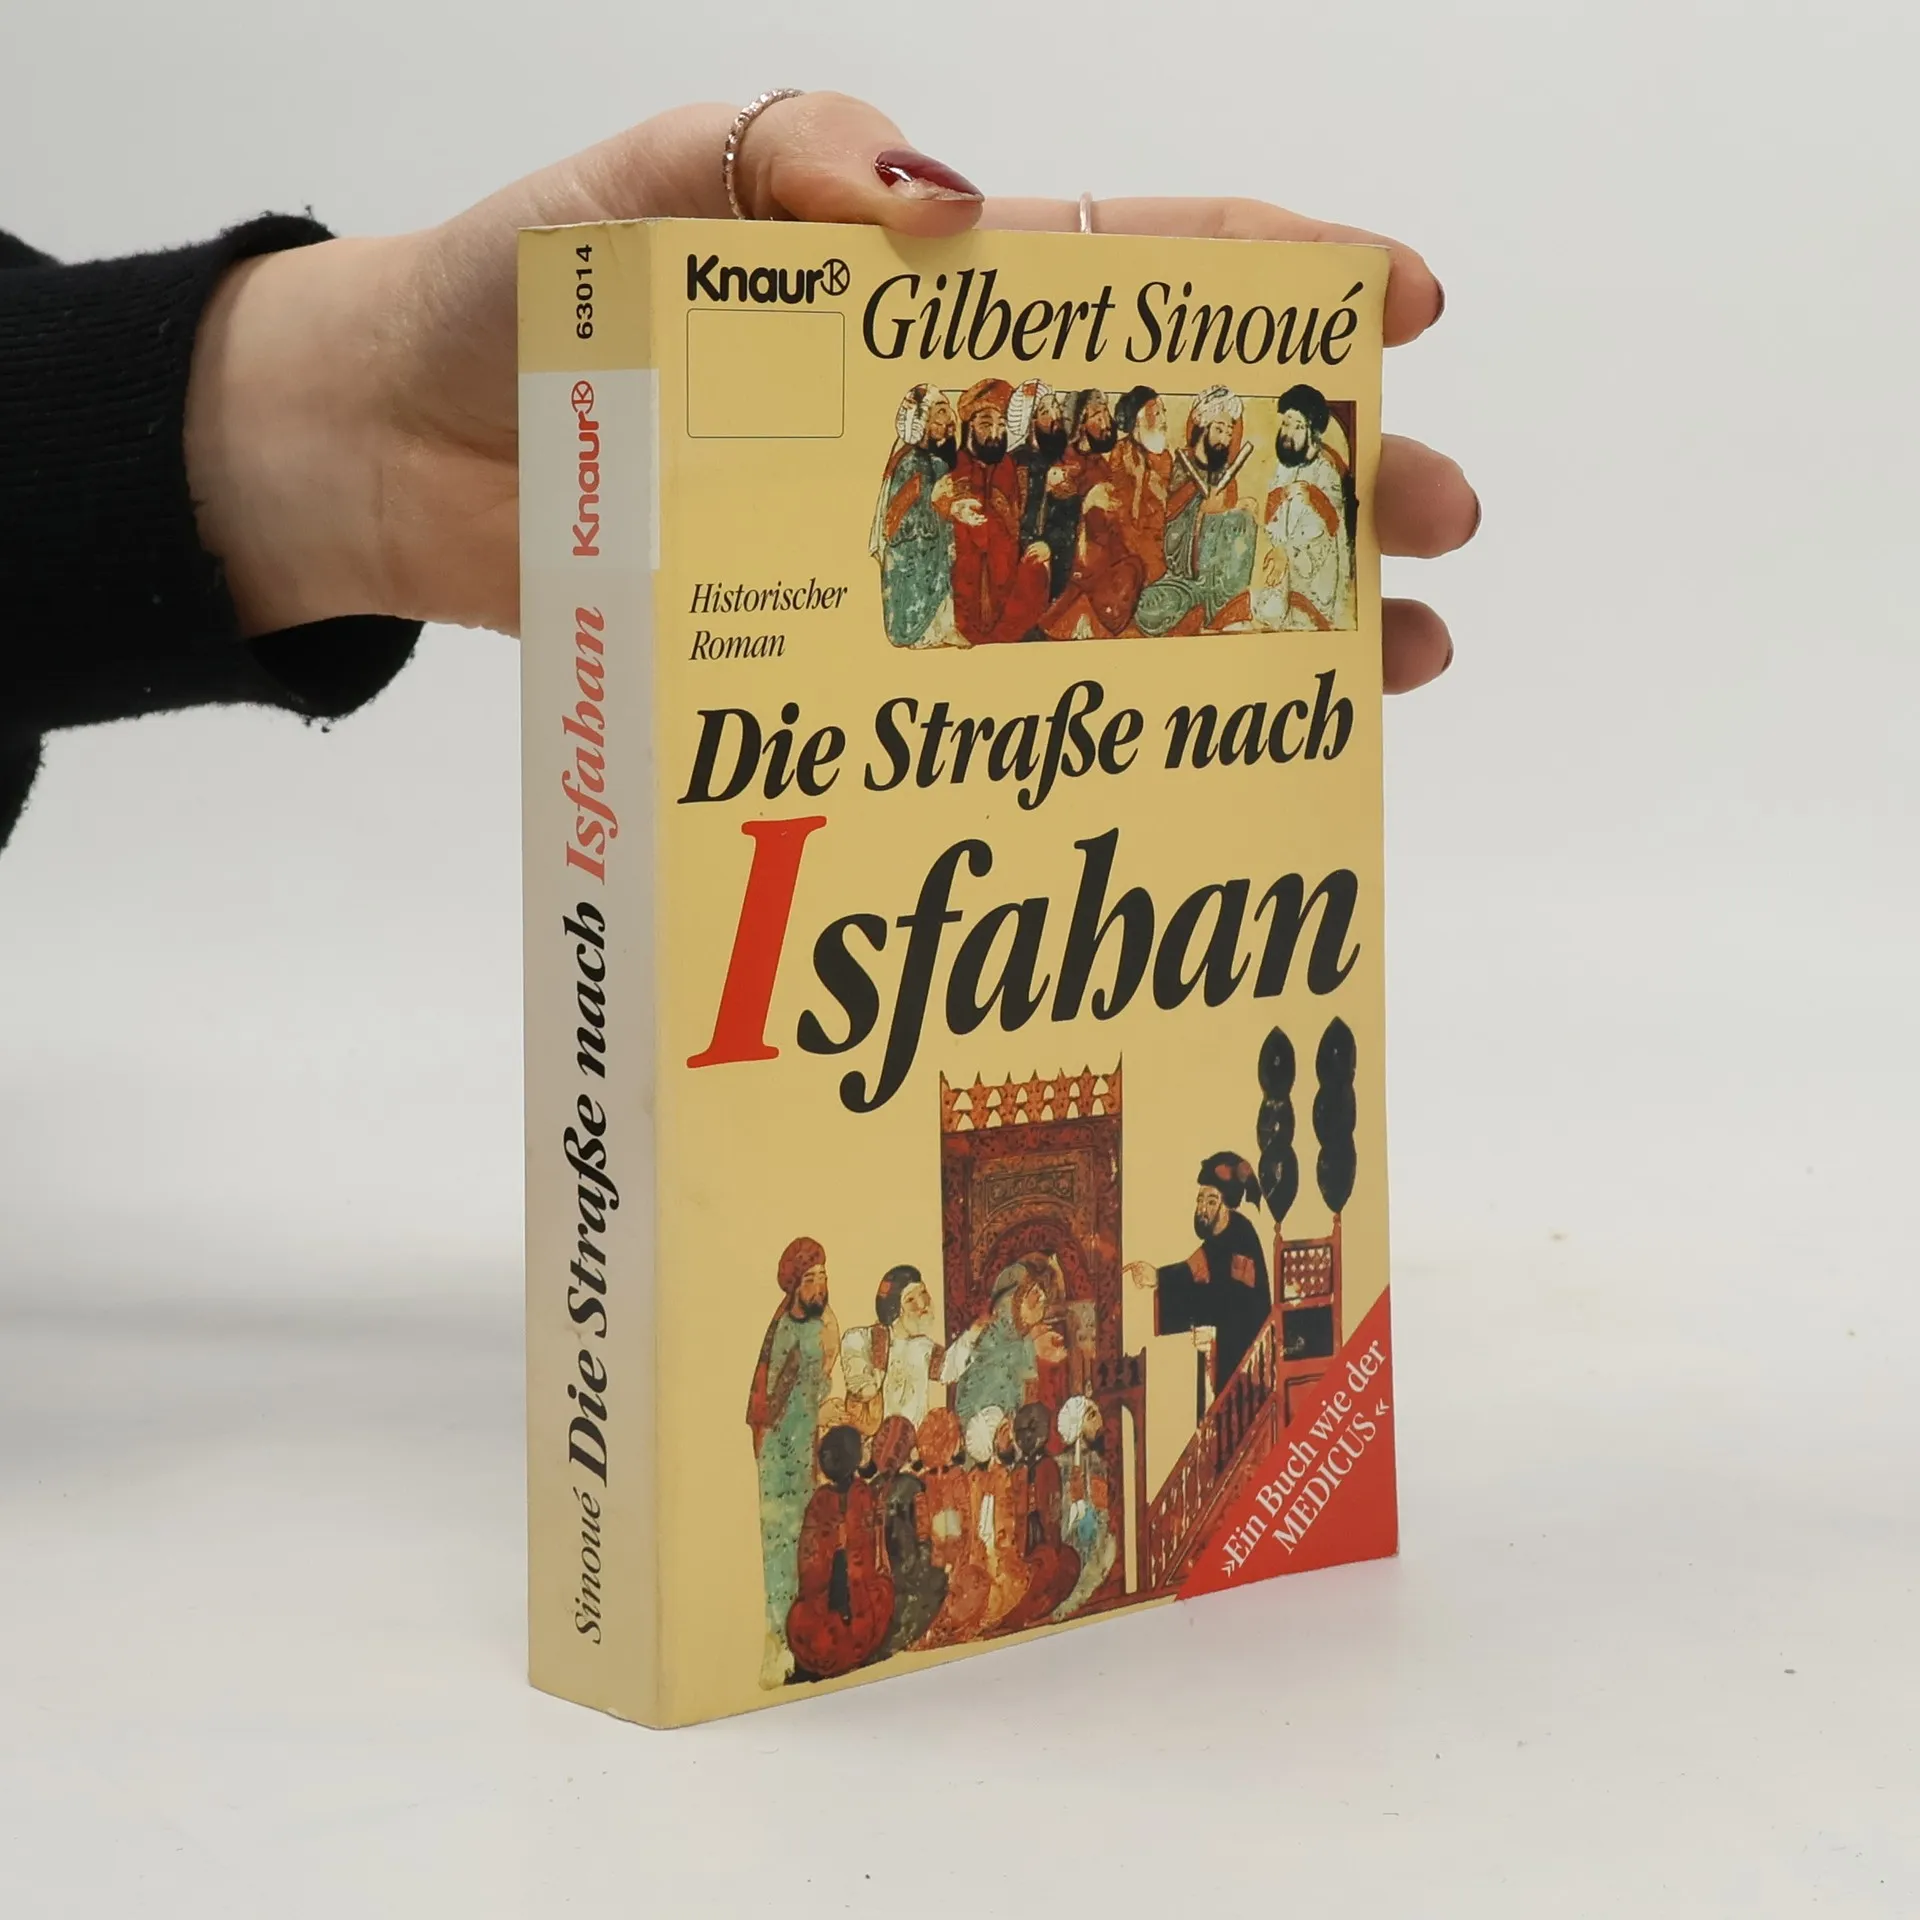 63014
Knaur
Sinoué Die Straße nach Isfahan Knaur
Gilbert Sinoué
Historischer
Roman
Die Straße nach
Isfahan
»Ein Buch wie der
MEDICUS«